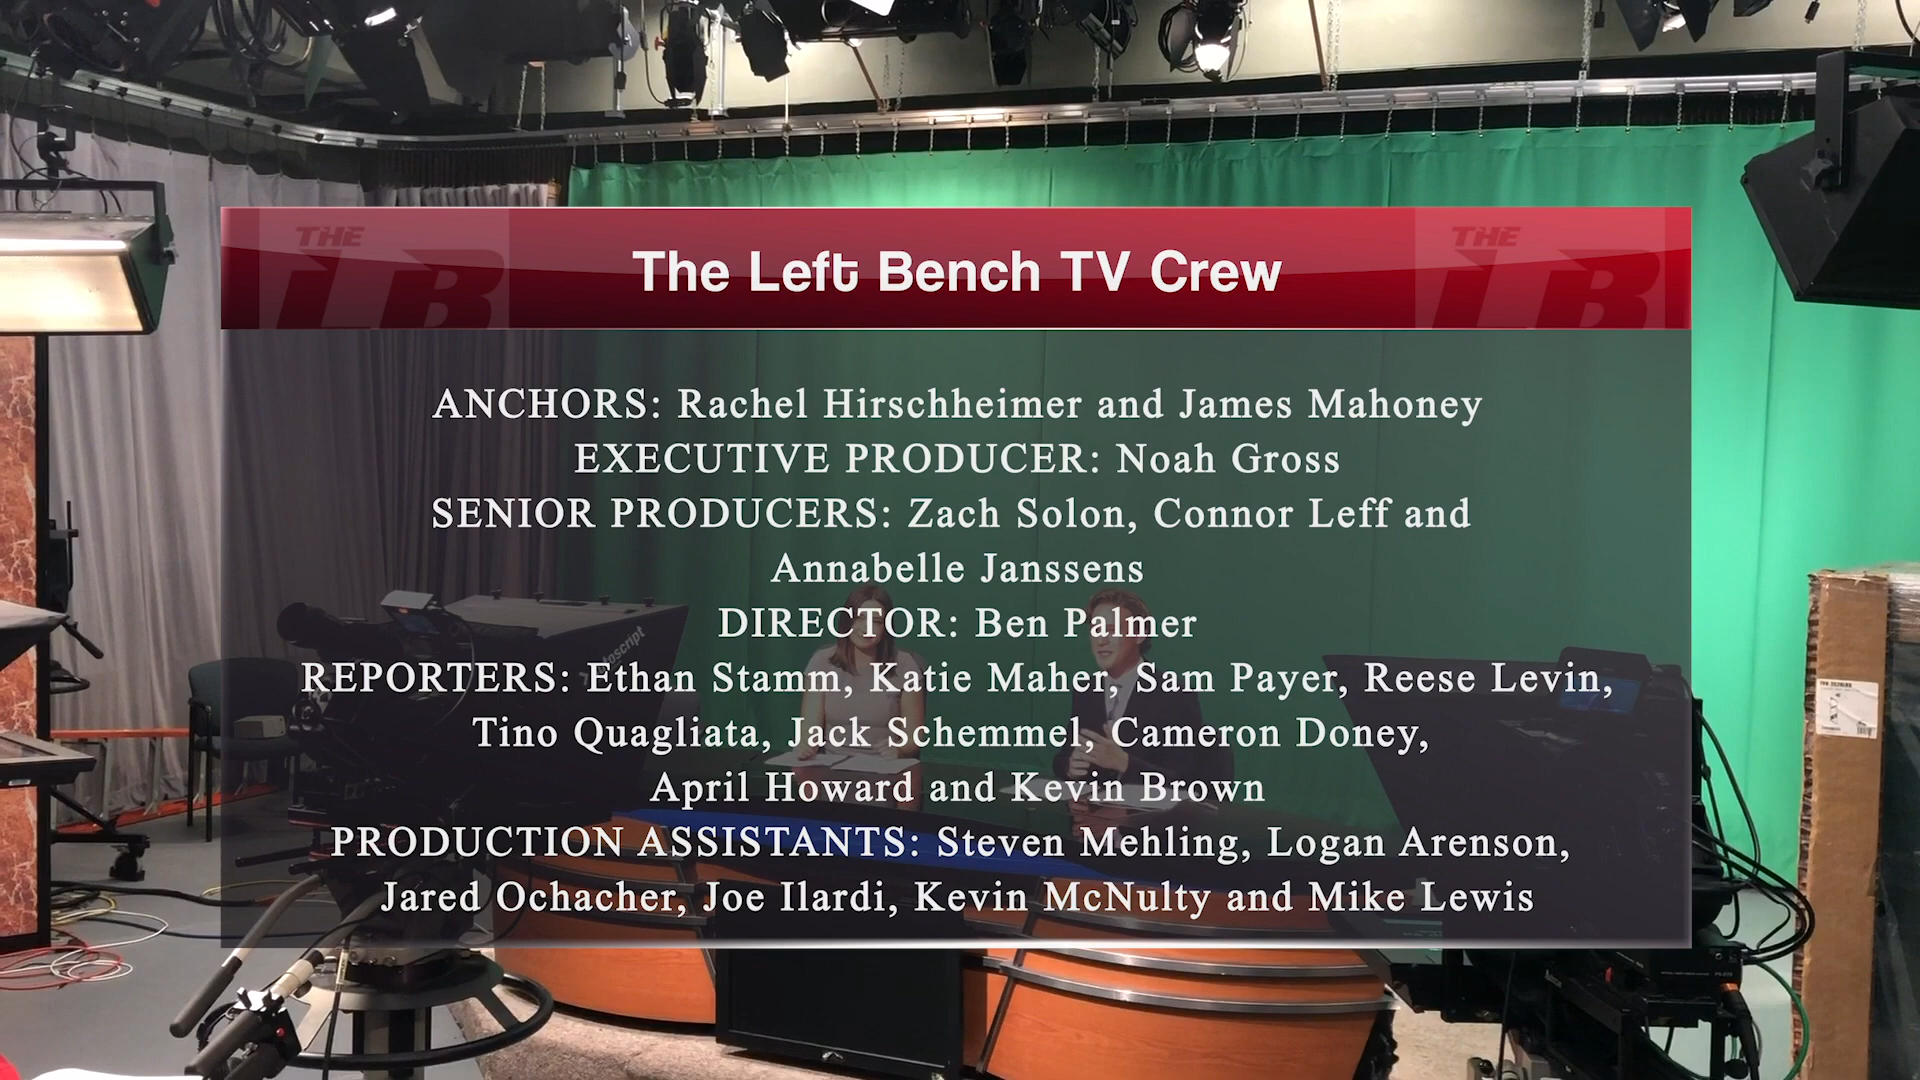 THE LB
THE LB
The Left Bench TV Crew
ANCHORS: Rachel Hirschheimer and James Mahoney
EXECUTIVE PRODUCER: Noah Gross
SENIOR PRODUCERS: Zach Solon, Connor Leff and
Annabelle Janssens
DIRECTOR: Ben Palmer
REPORTERS: Ethan Stamm, Katie Maher, Sam Payer, Reese Levin,
Tino Quagliata, Jack Schemmel, Cameron Doney,
April Howard and Kevin Brown
PRODUCTION ASSISTANTS: Steven Mehling, Logan Arenson,
Jared Ochacher, Joe Ilardi, Kevin McNulty and Mike Lewis